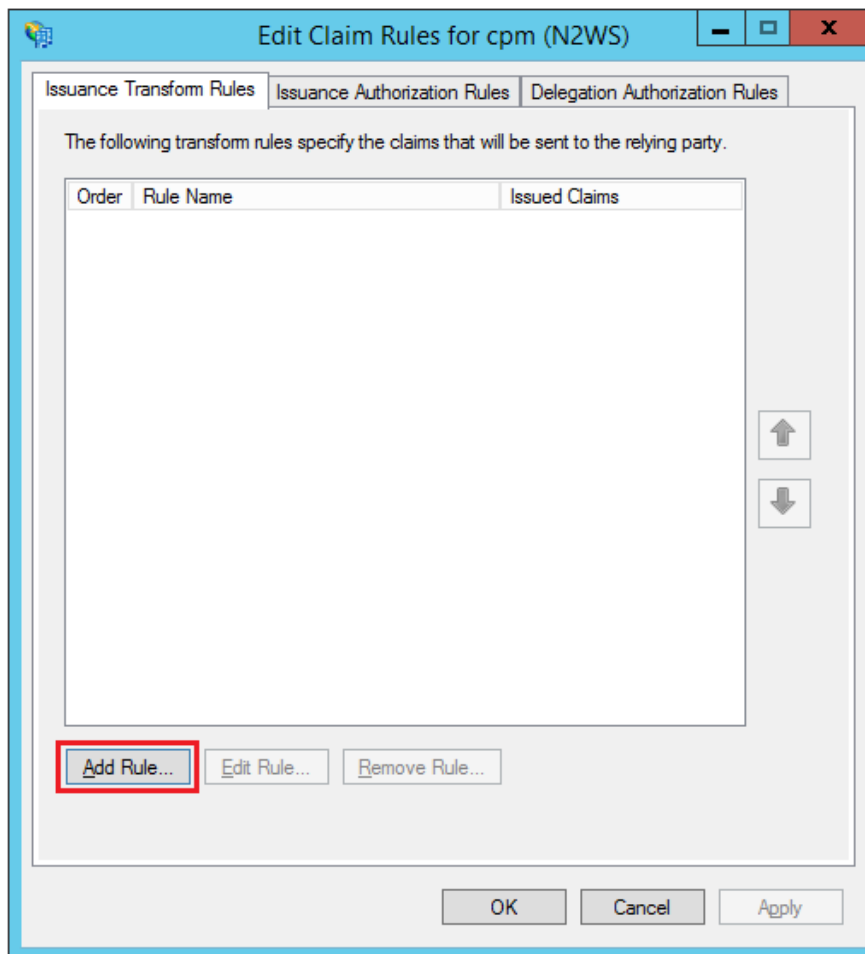 Edit Claim Rules for cpm (N2WS)
Issuance Transform Rules
Issuance Authorization Rules
Delegation Authorization Rules
The following transform rules specify the claims that will be sent to the relying party.
Order Rule Name Issued Claims
Add Rule... Edit Rule... Remove Rule...
OK Cancel Apply